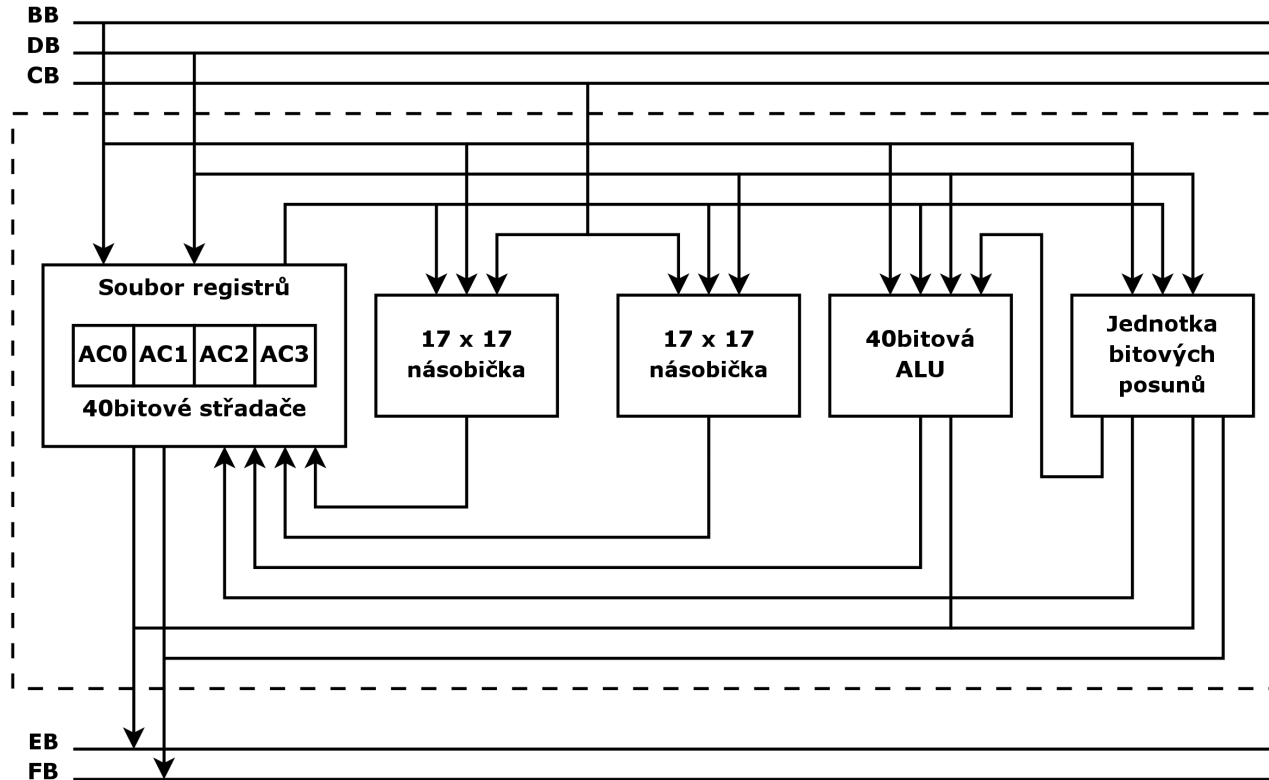 BB
DB
CB
Soubor registrů
AC0 AC1 AC2 AC3
40bitové střadače
17 x 17
násobička
17 x 17
násobička
40bitová
ALU
Jednotka
bitových
posunů
EB
FB